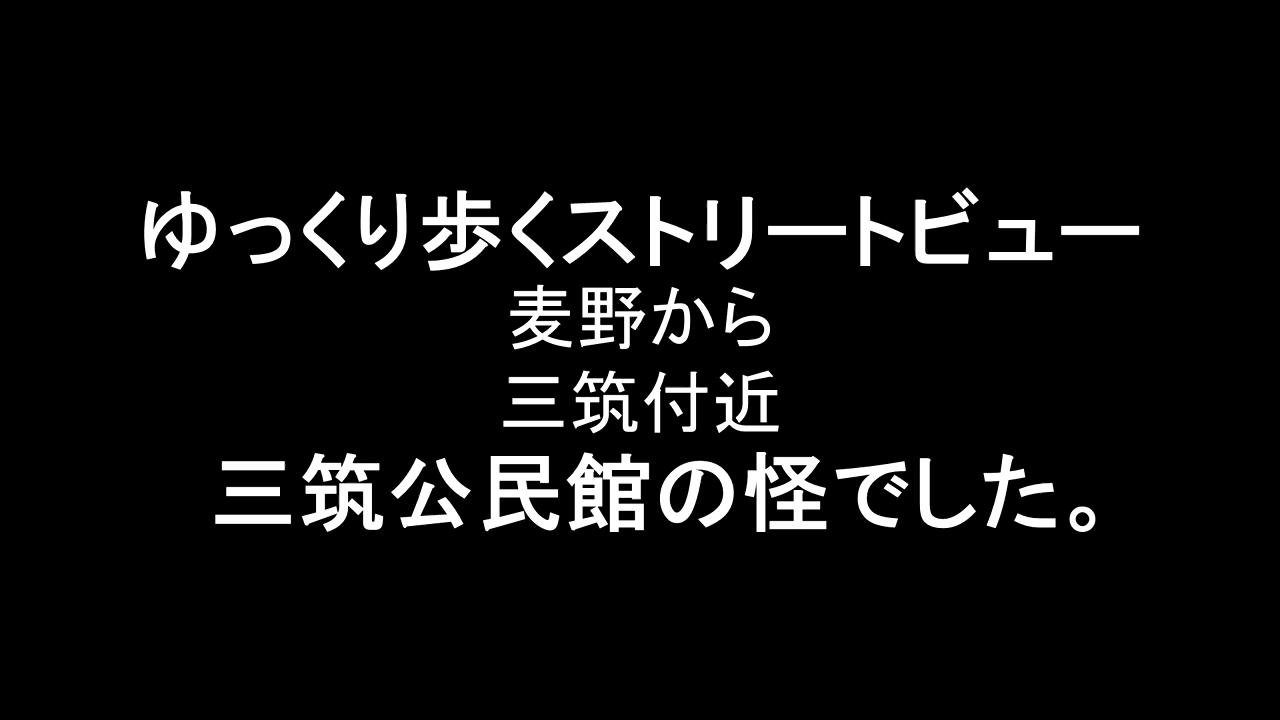 ゆっくり歩くストリートビュー
麦野から
三筑付近
三筑公民館の怪でした。